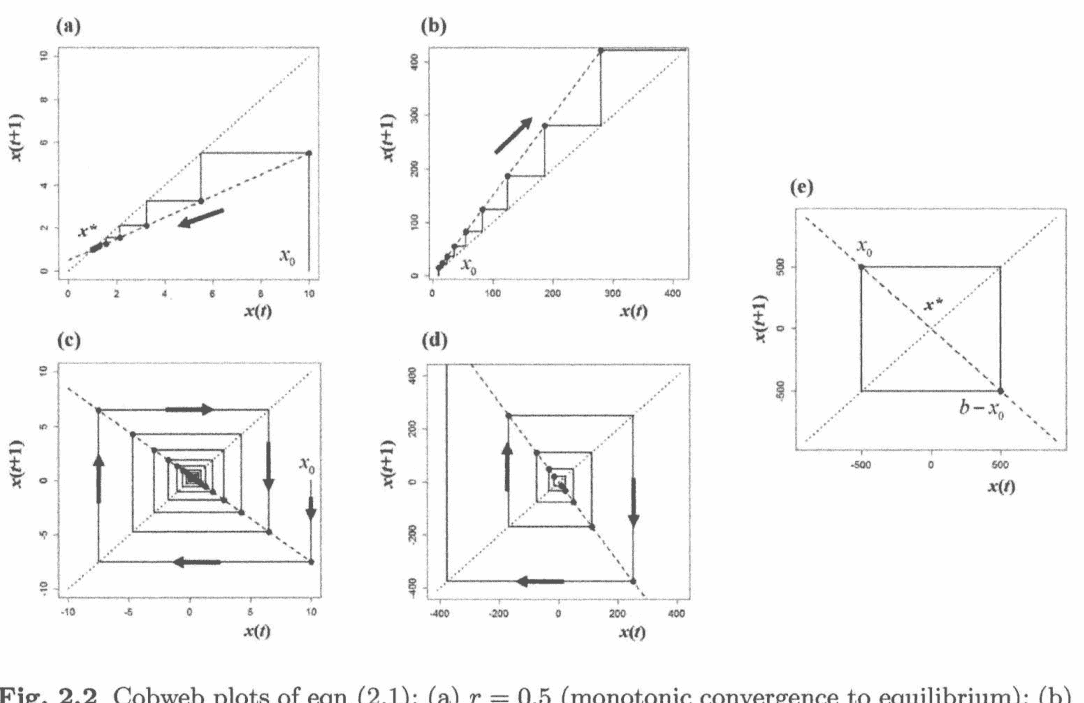 (a)
10
8
6
4
2
0
x(t+1)
x*
x₀
0 2 4 6 8 10
x(t)
(b)
400
300
200
100
0
x(t+1)
x₀
0 100 200 300 400
x(t)
(c)
10
5
0
-5
-10
x(t+1)
x₀
-10 -5 0 5 10
x(t)
(d)
400
200
0
-200
-400
x(t+1)
-400 -200 0 200 400
x(t)
(e)
500
0
-500
x(t+1)
x₀
x*
b − x₀
-500 0 500
x(t)
Fig. 2.2 Cobweb plots of eqn (2.1): (a) r = 0.5 (monotonic convergence to equilibrium); (b)